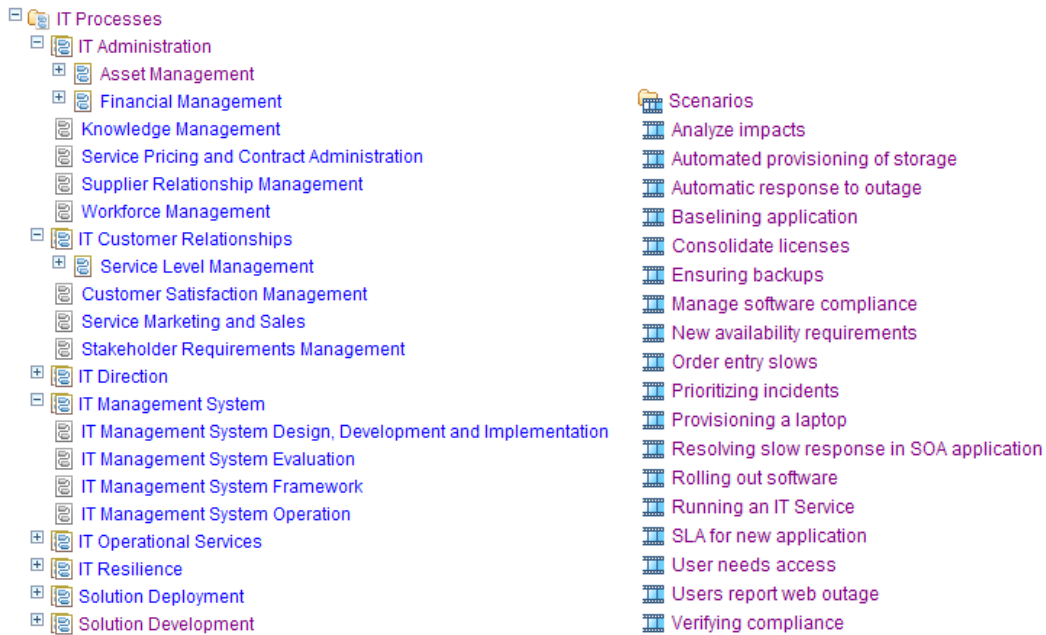 IT Processes
IT Administration
Asset Management
Financial Management
Knowledge Management
Service Pricing and Contract Administration
Supplier Relationship Management
Workforce Management
IT Customer Relationships
Service Level Management
Customer Satisfaction Management
Service Marketing and Sales
Stakeholder Requirements Management
IT Direction
IT Management System
IT Management System Design, Development and Implementation
IT Management System Evaluation
IT Management System Framework
IT Management System Operation
IT Operational Services
IT Resilience
Solution Deployment
Solution Development
Scenarios
Analyze impacts
Automated provisioning of storage
Automatic response to outage
Baselining application
Consolidate licenses
Ensuring backups
Manage software compliance
New availability requirements
Order entry slows
Prioritizing incidents
Provisioning a laptop
Resolving slow response in SOA application
Rolling out software
Running an IT Service
SLA for new application
User needs access
Users report web outage
Verifying compliance